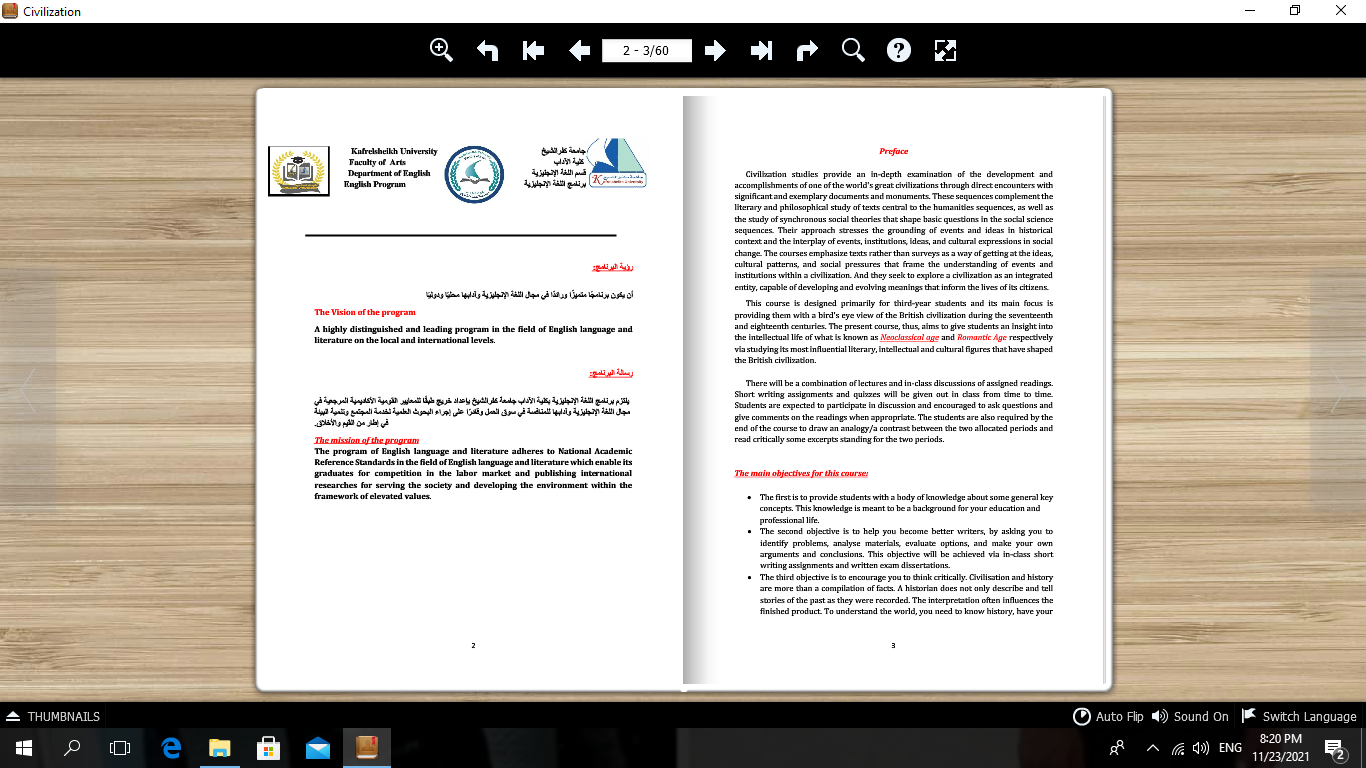 Civilization
2 - 3/60
Kafrelsheikh University
Faculty of Arts
Department of English
English Program
جامعة كفرالشيخ
كلية الآداب
قسم اللغة الإنجليزية
برنامج اللغة الإنجليزية
رؤية البرنامج:
أن يكون برنامجًا متميزًا ورائدًا في مجال اللغة الإنجليزية وآدابها محليًا ودوليًا
The Vision of the program
A highly distinguished and leading program in the field of English language and
literature on the local and international levels.
رسالة البرنامج:
يلتزم برنامج اللغة الإنجليزية بكلية الآداب جامعة كفرالشيخ بإعداد خريج طبقًا للمعايير القومية الأكاديمية المرجعية في
مجال اللغة الإنجليزية وآدابها للمنافسة في سوق العمل وقادرًا على إجراء البحوث العلمية لخدمة المجتمع وتنمية البيئة
في إطار من القيم والأخلاق.
The mission of the program
The program of English language and literature adheres to National Academic
Reference Standards in the field of English language and literature which enable its
graduates for competition in the labor market and publishing international
researches for serving the society and developing the environment within the
framework of elevated values.
2
Preface
Civilization studies provide an in-depth examination of the development and
accomplishments of one of the world's great civilizations through direct encounters with
significant and exemplary documents and monuments. These sequences complement the
literary and philosophical study of texts central to the humanities sequences, as well as
the study of synchronous social theories that shape basic questions in the social science
sequences. Their approach stresses the grounding of events and ideas in historical
context and the interplay of events, institutions, ideas, and cultural expressions in social
change. The courses emphasize texts rather than surveys as a way of getting at the ideas,
cultural patterns, and social pressures that frame the understanding of events and
institutions within a civilization. And they seek to explore a civilization as an integrated
entity, capable of developing and evolving meanings that inform the lives of its citizens.
This course is designed primarily for third-year students and its main focus is
providing them with a bird's eye view of the British civilization during the seventeenth
and eighteenth centuries. The present course, thus, aims to give students an insight into
the intellectual life of what is known as Neoclassical age and Romantic Age respectively
via studying its most influential literary, intellectual and cultural figures that have shaped
the British civilization.
There will be a combination of lectures and in-class discussions of assigned readings.
Short writing assignments and quizzes will be given out in class from time to time.
Students are expected to participate in discussion and encouraged to ask questions and
give comments on the readings when appropriate. The students are also required by the
end of the course to draw an analogy/a contrast between the two allocated periods and
read critically some excerpts standing for the two periods.
The main objectives for this course:
• The first is to provide students with a body of knowledge about some general key
concepts. This knowledge is meant to be a background for your education and
professional life.
• The second objective is to help you become better writers, by asking you to
identify problems, analyse materials, evaluate options, and make your own
arguments and conclusions. This objective will be achieved via in-class short
writing assignments and written exam dissertations.
• The third objective is to encourage you to think critically. Civilisation and history
are more than a compilation of facts. A historian does not only describe and tell
stories of the past as they were recorded. The interpretation often influences the
finished product. To understand the world, you need to know history, have your
3
THUMBNAILS
Auto Flip
Sound On
Switch Language
ENG
8:20 PM
11/23/2021
2